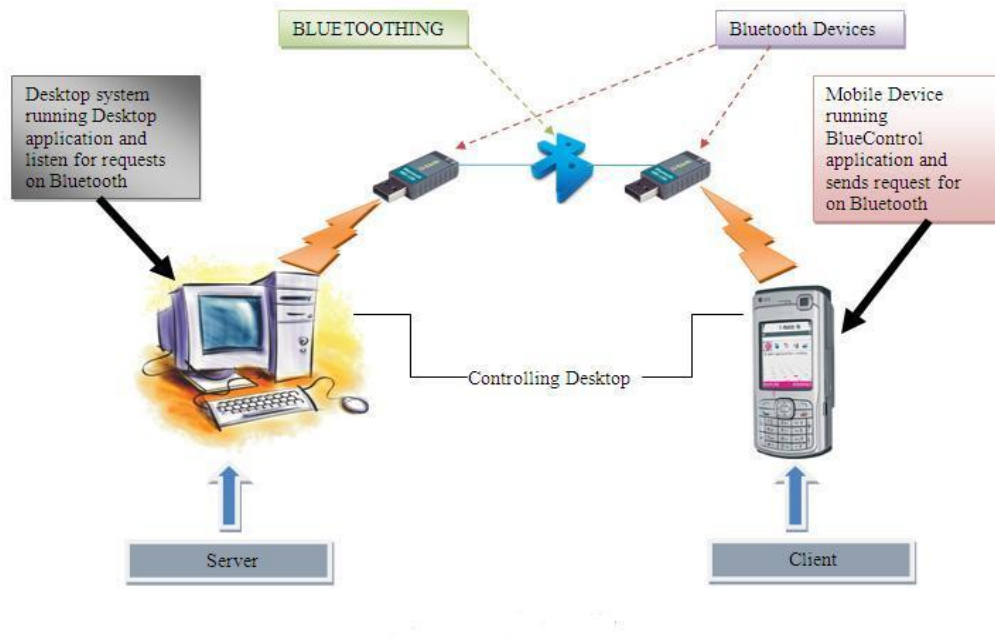 BLUETOOTHING
Bluetooth Devices
Desktop system
running Desktop
application and
listen for requests
on Bluetooth
Mobile Device
running
BlueControl
application and
sends request for
on Bluetooth
Controlling Desktop
Server
Client